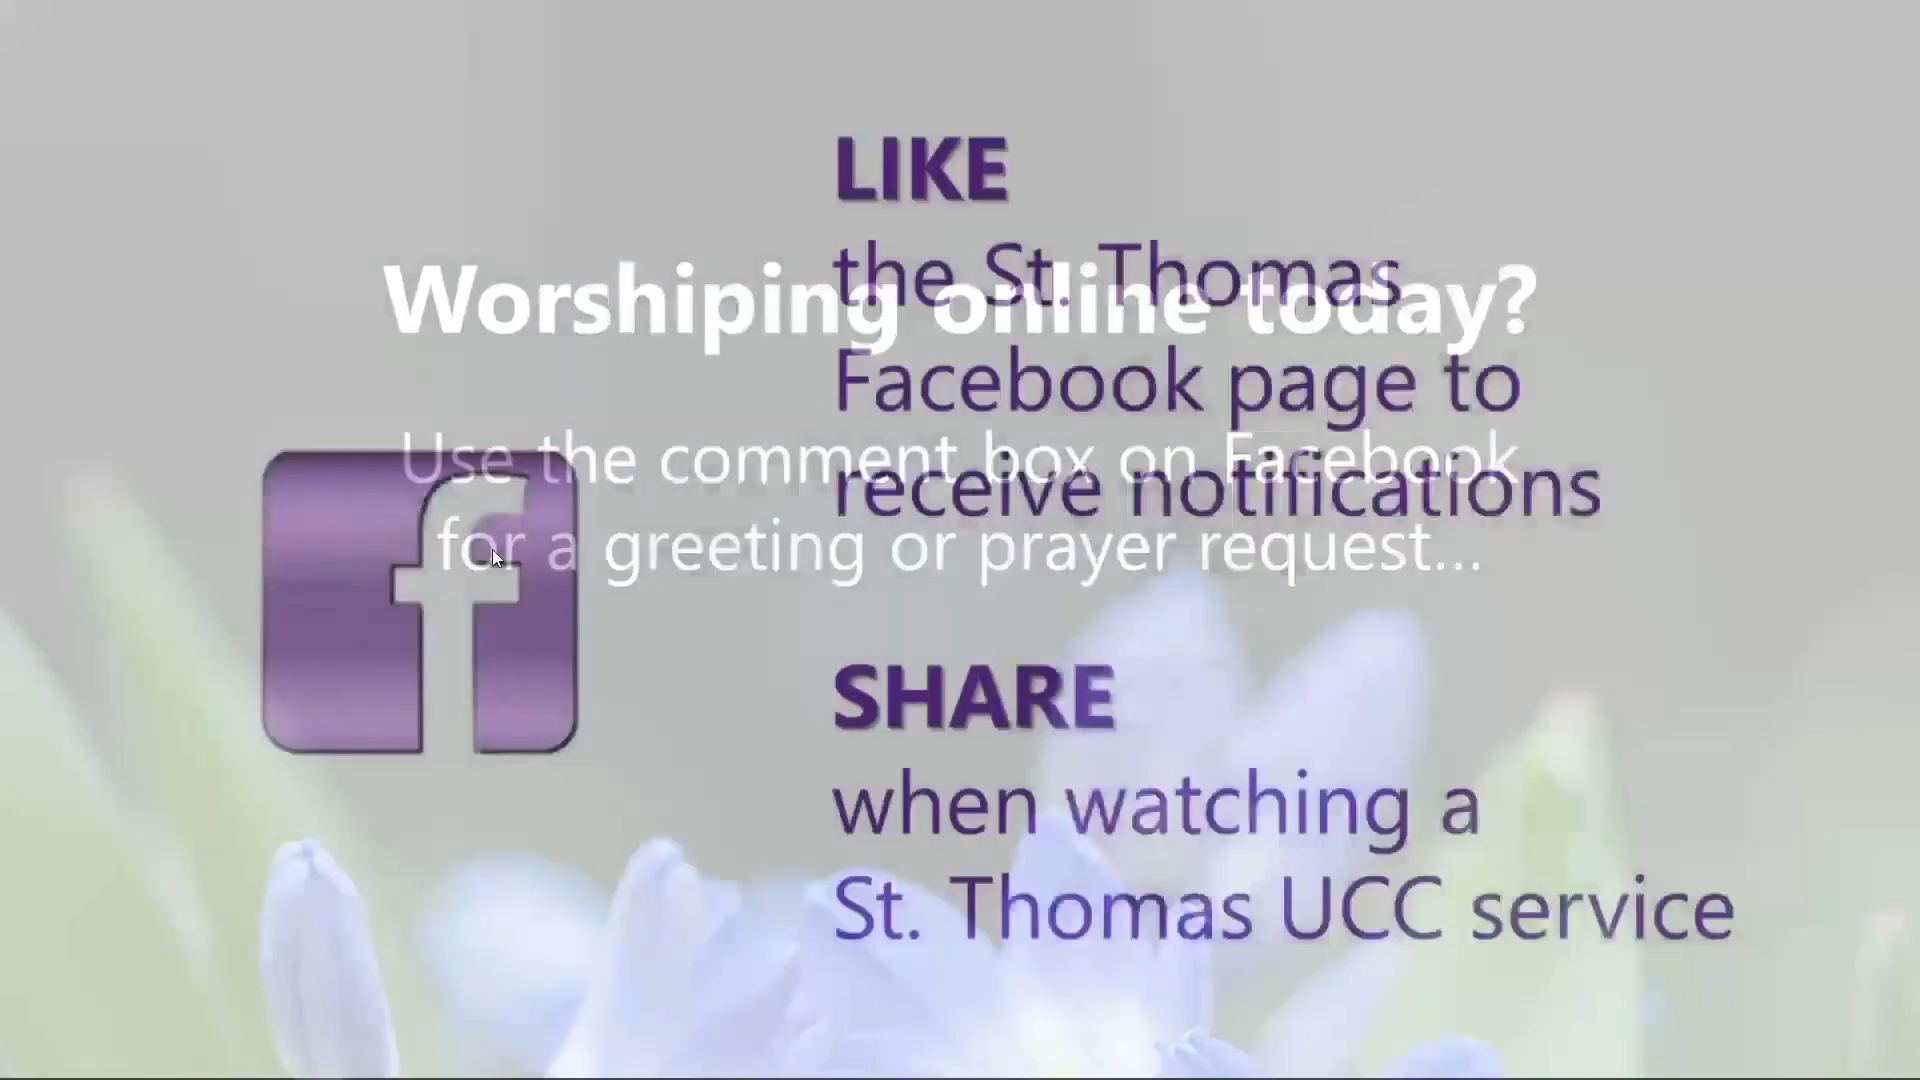 LIKE
the St. Thomas
Facebook page to
receive notifications
SHARE
when watching a
St. Thomas UCC service
Worshiping online today?
Use the comment box on Facebook
for a greeting or prayer request...
f